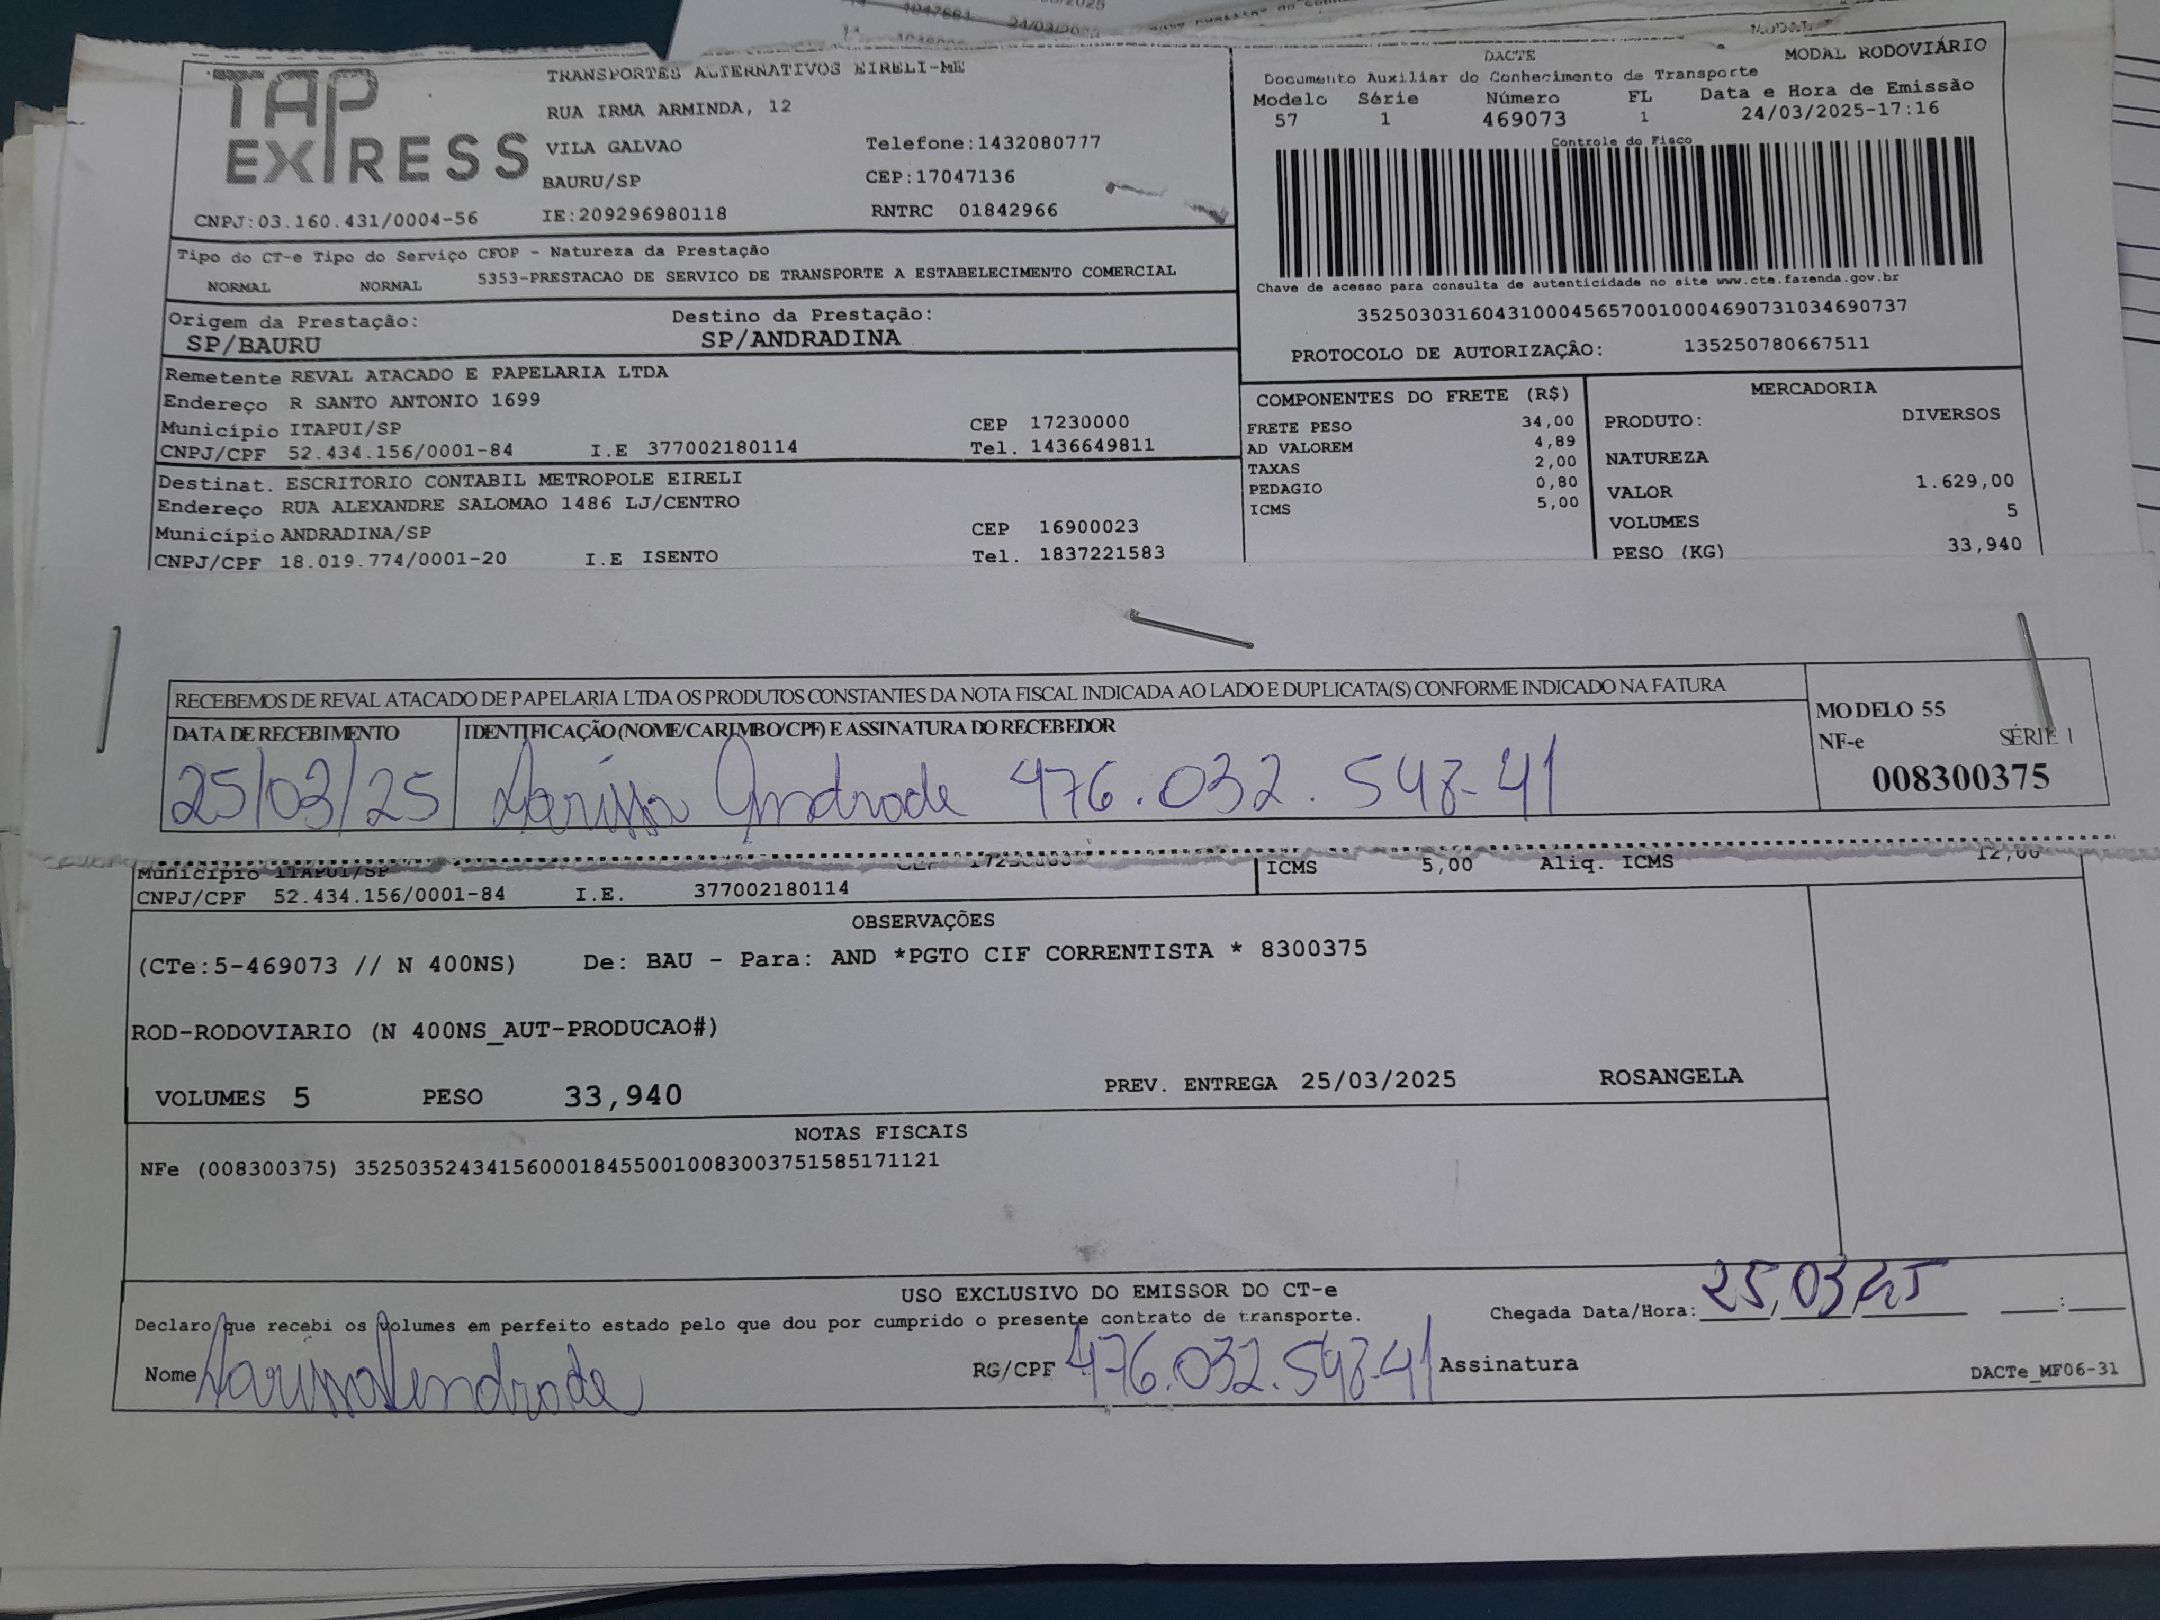 TAP EXPRESS
TRANSPORTES ALTERNATIVOS EIRELI-ME
RUA IRMA ARMINDA, 12
VILA GALVAO Telefone:1432080777
BAURU/SP CEP:17047136
CNPJ:03.160.431/0004-56 IE:209296980118 RNTRC 01842966
DACTE MODAL RODOVIÁRIO
Documento Auxiliar do Conhecimento de Transporte
Modelo Série Número FL Data e Hora de Emissão
57 1 469073 1 24/03/2025-17:16
Controle do Fisco
Chave de acesso para consulta de autenticidade no site www.cte.fazenda.gov.br
35250303160431000456570010004690731034690737
PROTOCOLO DE AUTORIZAÇÃO: 135250780667511
Tipo do CT-e Tipo do Serviço CFOP - Natureza da Prestação
NORMAL NORMAL 5353-PRESTACAO DE SERVICO DE TRANSPORTE A ESTABELECIMENTO COMERCIAL
Origem da Prestação: Destino da Prestação:
SP/BAURU SP/ANDRADINA
Remetente REVAL ATACADO E PAPELARIA LTDA
Endereço R SANTO ANTONIO 1699
Município ITAPUI/SP CEP 17230000
CNPJ/CPF 52.434.156/0001-84 I.E 377002180114 Tel. 1436649811
Destinat. ESCRITORIO CONTABIL METROPOLE EIRELI
Endereço RUA ALEXANDRE SALOMAO 1486 LJ/CENTRO
Município ANDRADINA/SP CEP 16900023
CNPJ/CPF 18.019.774/0001-20 I.E ISENTO Tel. 1837221583
COMPONENTES DO FRETE (R$)
FRETE PESO 34,00
AD VALOREM 4,89
TAXAS 2,00
PEDAGIO 0,80
ICMS 5,00
MERCADORIA
PRODUTO: DIVERSOS
NATUREZA
VALOR 1.629,00
VOLUMES 5
PESO (KG) 33,940
RECEBEMOS DE REVAL ATACADO DE PAPELARIA LTDA OS PRODUTOS CONSTANTES DA NOTA FISCAL INDICADA AO LADO E DUPLICATA(S) CONFORME INDICADO NA FATURA
DATA DE RECEBIMENTO IDENTIFICAÇÃO (NOME/CARIMBO/CPF) E ASSINATURA DO RECEBEDOR
25/03/25 Larissa Andrade 476.032.548-41
MODELO 55
NF-e SÉRIE 1
008300375
Município ITAPUI/SP CEP 17230000 ICMS 5,00 Aliq. ICMS 12,00
CNPJ/CPF 52.434.156/0001-84 I.E. 377002180114
OBSERVAÇÕES
(CTe:5-469073 // N 400NS) De: BAU - Para: AND *PGTO CIF CORRENTISTA * 8300375
ROD-RODOVIARIO (N 400NS_AUT-PRODUCAO#)
VOLUMES 5 PESO 33,940 PREV. ENTREGA 25/03/2025 ROSANGELA
NOTAS FISCAIS
NFe (008300375) 35250352434156000184550010083003751585171121
USO EXCLUSIVO DO EMISSOR DO CT-e
Declaro que recebi os volumes em perfeito estado pelo que dou por cumprido o presente contrato de transporte. Chegada Data/Hora: 25/03/25 __:__
Nome Larissa Andrade RG/CPF 476.032.548-41 Assinatura DACTe_MF06-31